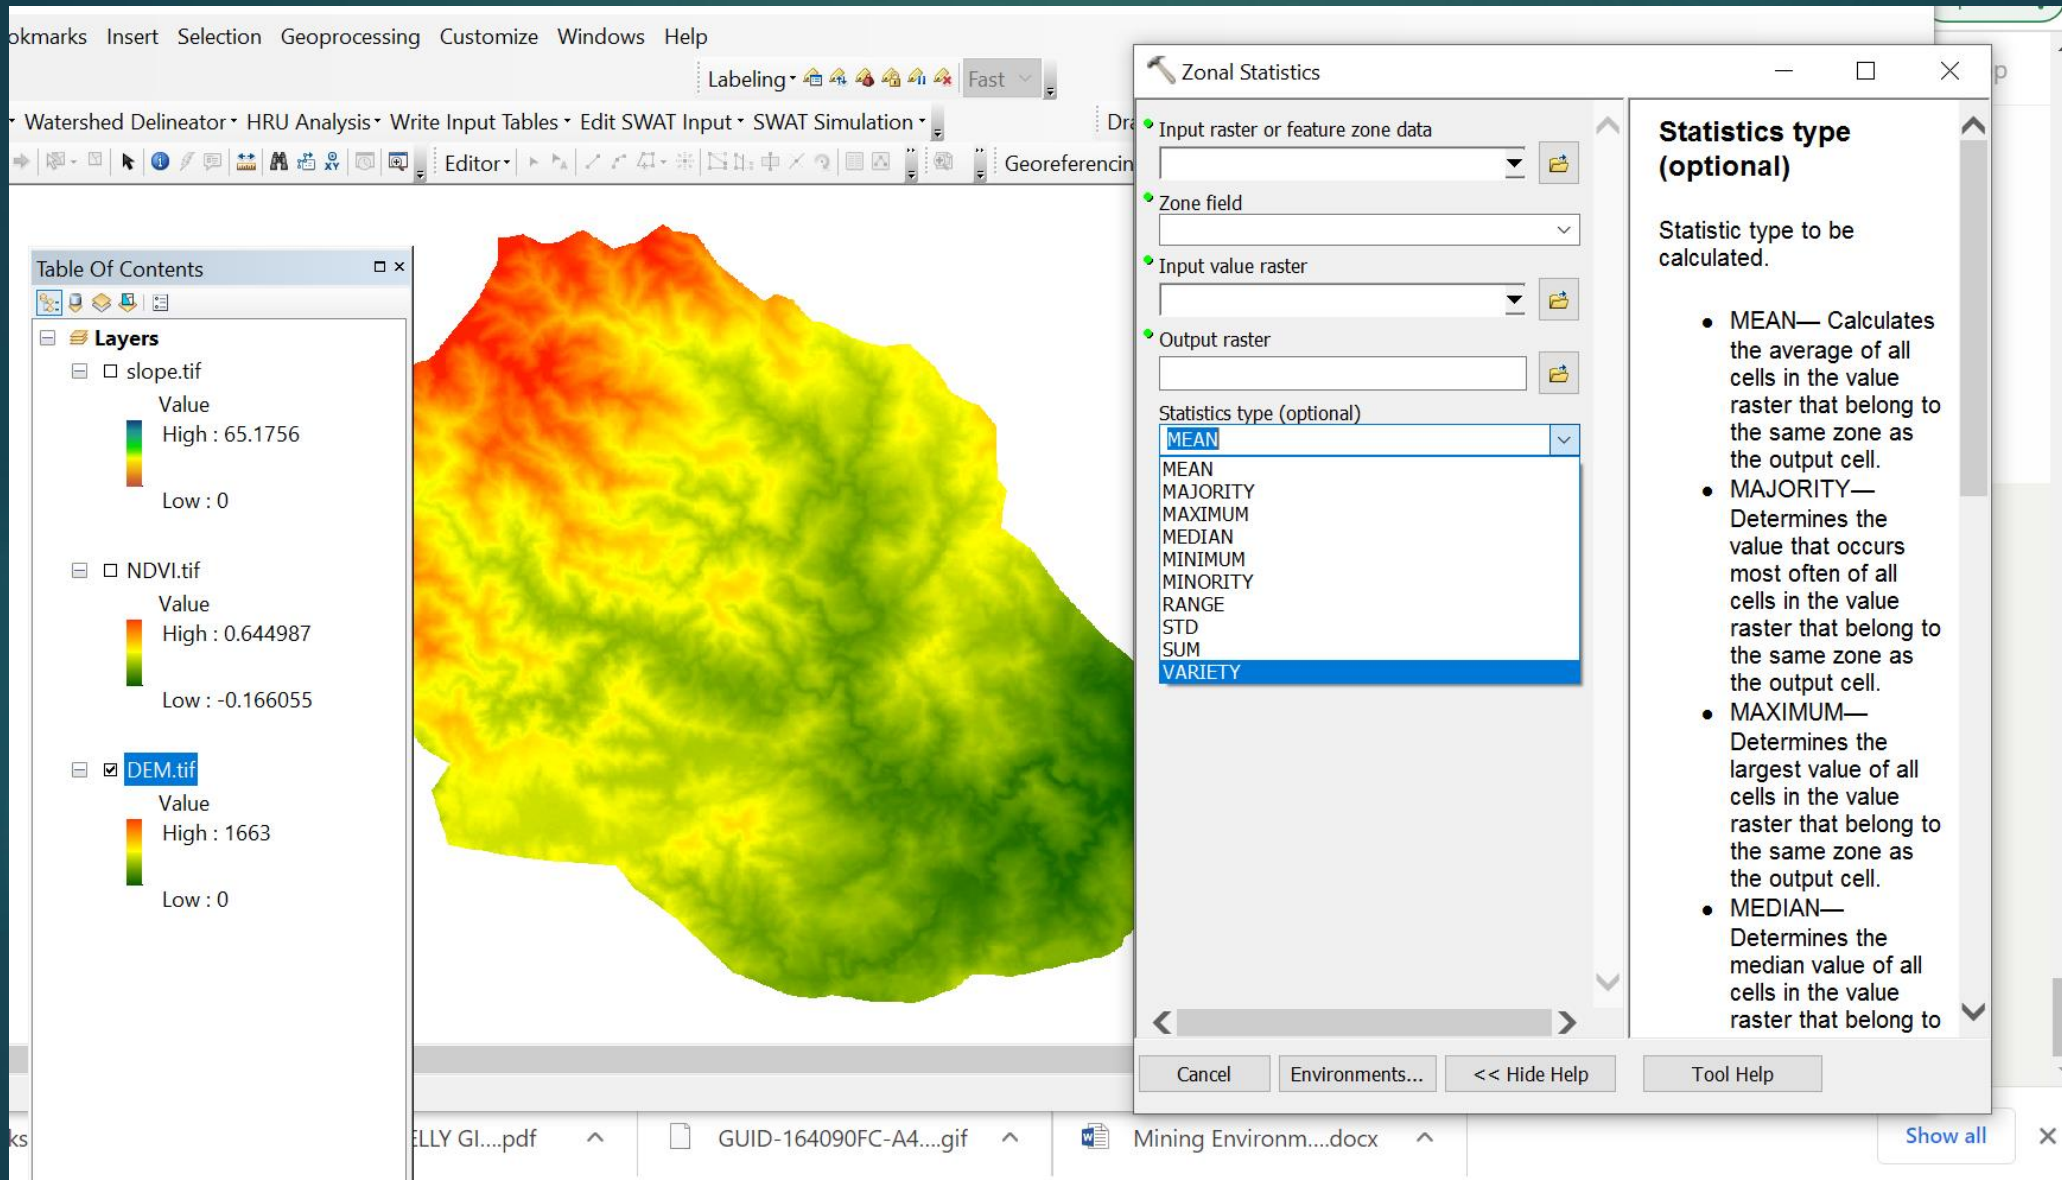 okmarks Insert Selection Geoprocessing Customize Windows Help
Labeling Fast
Watershed Delineator HRU Analysis Write Input Tables Edit SWAT Input SWAT Simulation
Editor Georeferencin
Table Of Contents
Layers
slope.tif
Value
High : 65.1756
Low : 0
NDVI.tif
Value
High : 0.644987
Low : -0.166055
DEM.tif
Value
High : 1663
Low : 0
Zonal Statistics
Input raster or feature zone data
Zone field
Input value raster
Output raster
Statistics type (optional)
MEAN
MEAN
MAJORITY
MAXIMUM
MEDIAN
MINIMUM
MINORITY
RANGE
STD
SUM
VARIETY
Cancel Environments... << Hide Help Tool Help
Statistics type
(optional)
Statistic type to be
calculated.
● MEAN— Calculates
the average of all
cells in the value
raster that belong to
the same zone as
the output cell.
● MAJORITY—
Determines the
value that occurs
most often of all
cells in the value
raster that belong to
the same zone as
the output cell.
● MAXIMUM—
Determines the
largest value of all
cells in the value
raster that belong to
the same zone as
the output cell.
● MEDIAN—
Determines the
median value of all
cells in the value
raster that belong to
ks
ELLY GI....pdf
GUID-164090FC-A4....gif
Mining Environm....docx
Show all